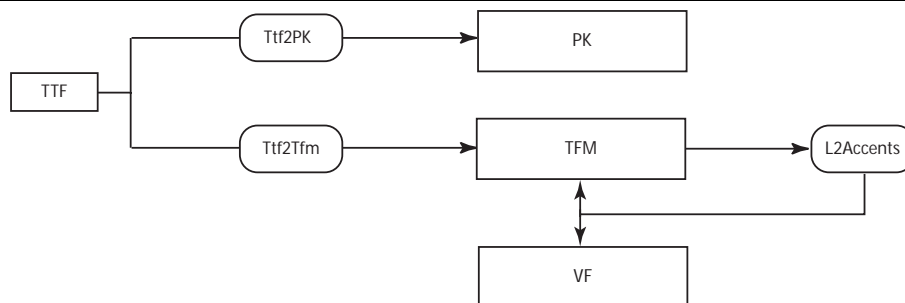 Ttf2PK
PK
TTF
Ttf2Tfm
TFM
L2Accents
VF